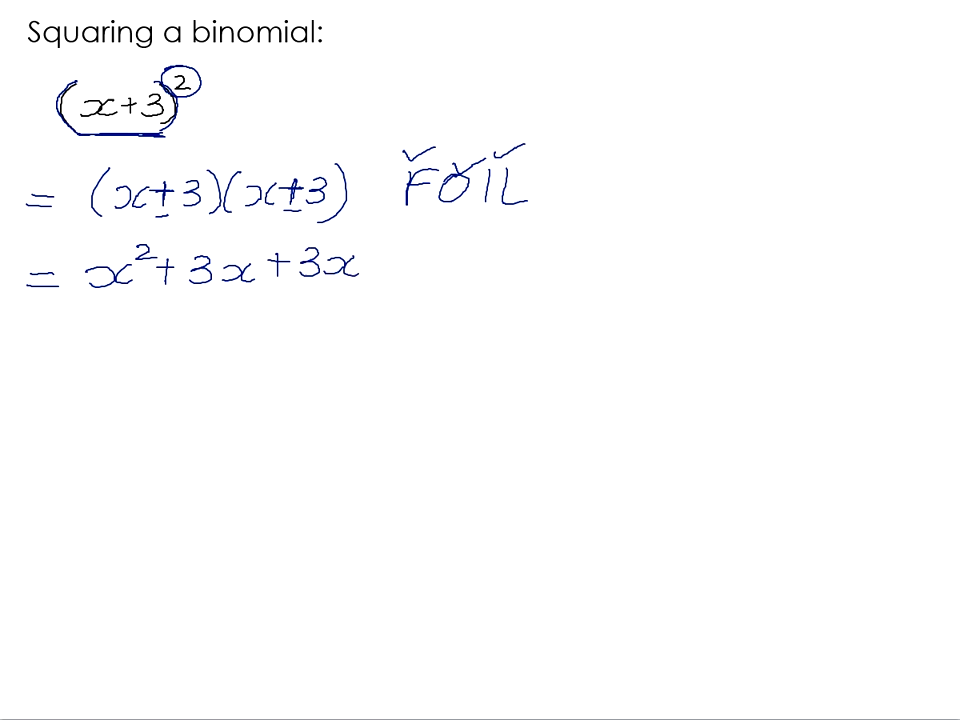 Squaring a binomial:
(x+3)²
= (x+3)(x+3) FOIL
= x²+3x+3x